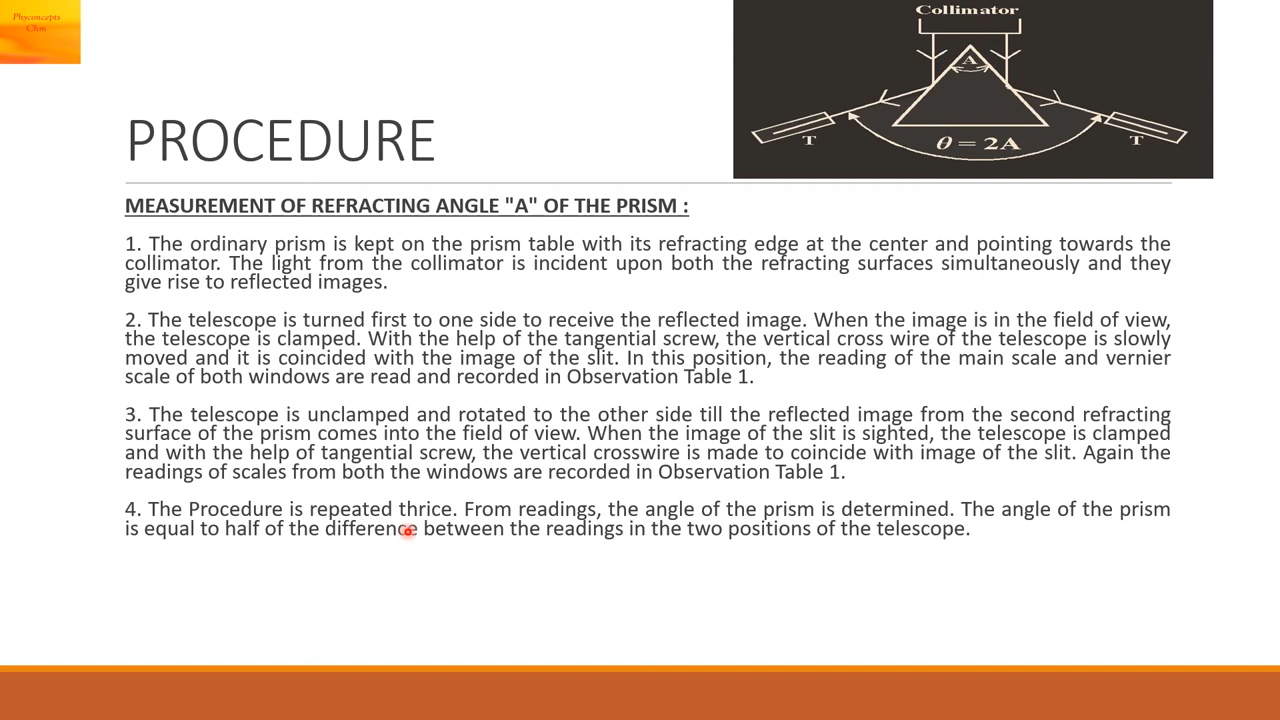 Phyconcepts
Chm
Collimator
A
T
T
θ = 2A
PROCEDURE
MEASUREMENT OF REFRACTING ANGLE "A" OF THE PRISM :
1. The ordinary prism is kept on the prism table with its refracting edge at the center and pointing towards the
collimator. The light from the collimator is incident upon both the refracting surfaces simultaneously and they
give rise to reflected images.
2. The telescope is turned first to one side to receive the reflected image. When the image is in the field of view,
the telescope is clamped. With the help of the tangential screw, the vertical cross wire of the telescope is slowly
moved and it is coincided with the image of the slit. In this position, the reading of the main scale and vernier
scale of both windows are read and recorded in Observation Table 1.
3. The telescope is unclamped and rotated to the other side till the reflected image from the second refracting
surface of the prism comes into the field of view. When the image of the slit is sighted, the telescope is clamped
and with the help of tangential screw, the vertical crosswire is made to coincide with image of the slit. Again the
readings of scales from both the windows are recorded in Observation Table 1.
4. The Procedure is repeated thrice. From readings, the angle of the prism is determined. The angle of the prism
is equal to half of the difference between the readings in the two positions of the telescope.